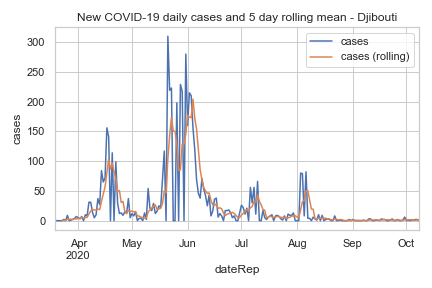 New COVID-19 daily cases and 5 day rolling mean - Djibouti
cases
cases (rolling)
300
250
200
150
100
50
0
cases
Apr
2020
May
Jun
Jul
Aug
Sep
Oct
dateRep